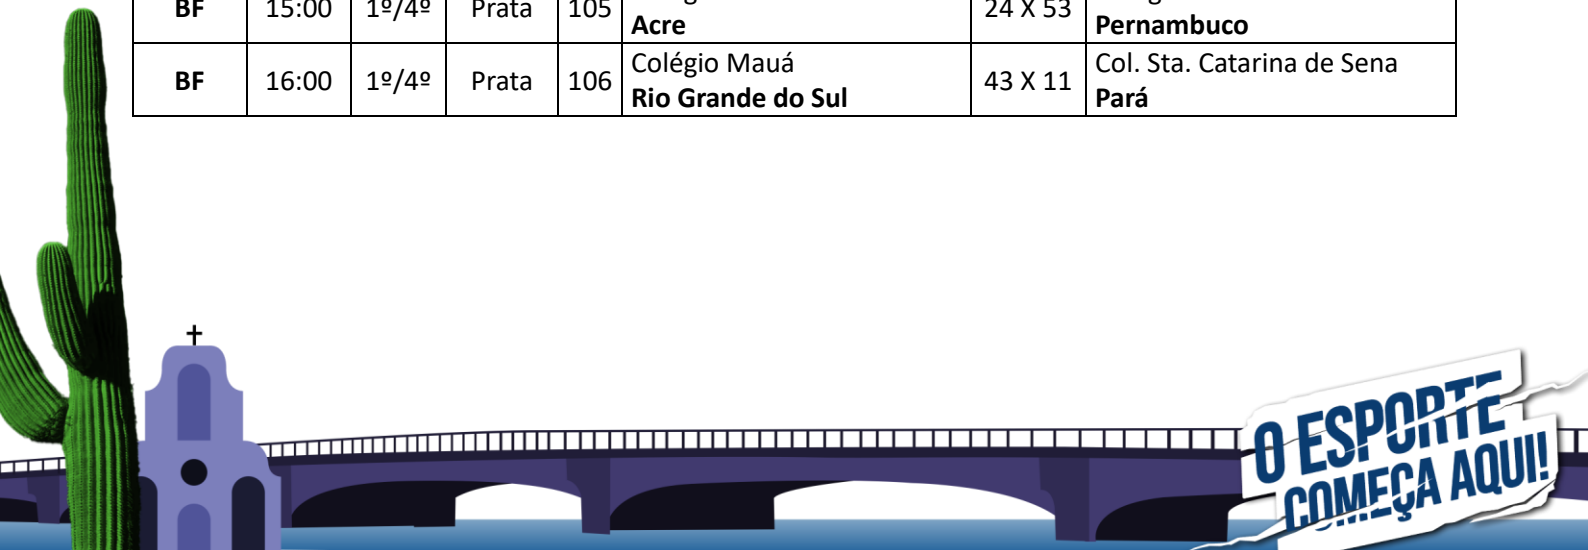 BF 15:00 1º/4º Prata 105 Acre 24 X 53 Pernambuco
BF 16:00 1º/4º Prata 106 Colégio Mauá 43 X 11 Col. Sta. Catarina de Sena
Rio Grande do Sul Pará
O ESPORTE
COMEÇA AQUI!